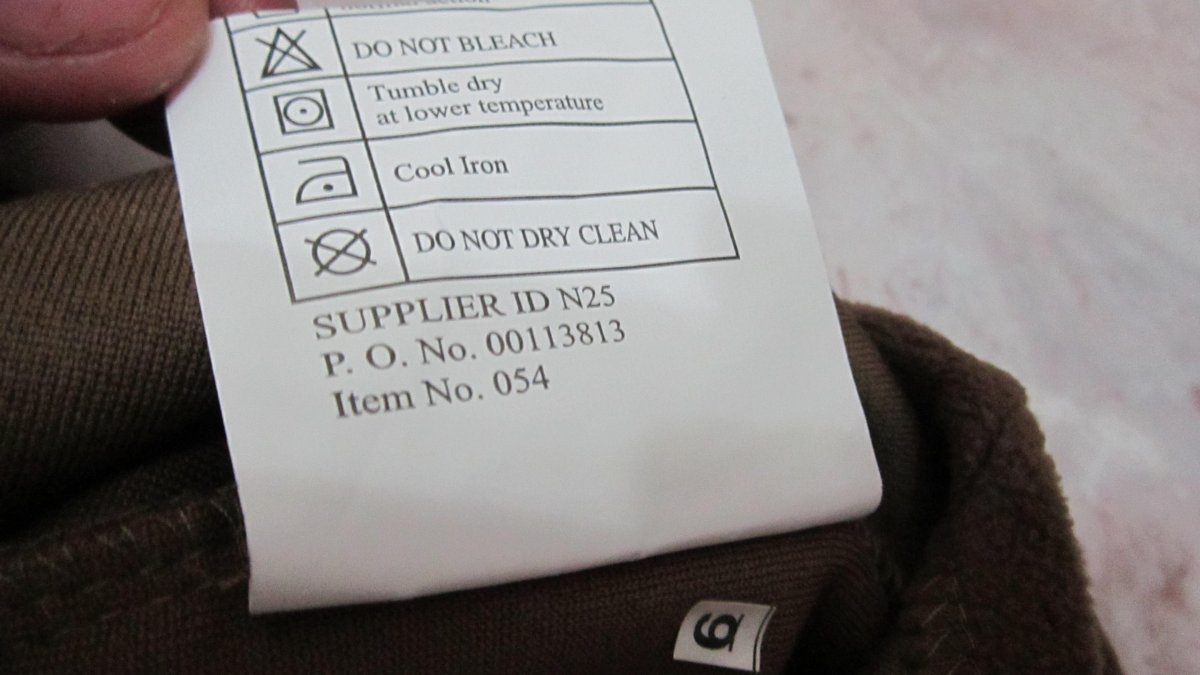 DO NOT BLEACH
Tumble dry
at lower temperature
Cool Iron
DO NOT DRY CLEAN
SUPPLIER ID N25
P. O. No. 00113813
Item No. 054